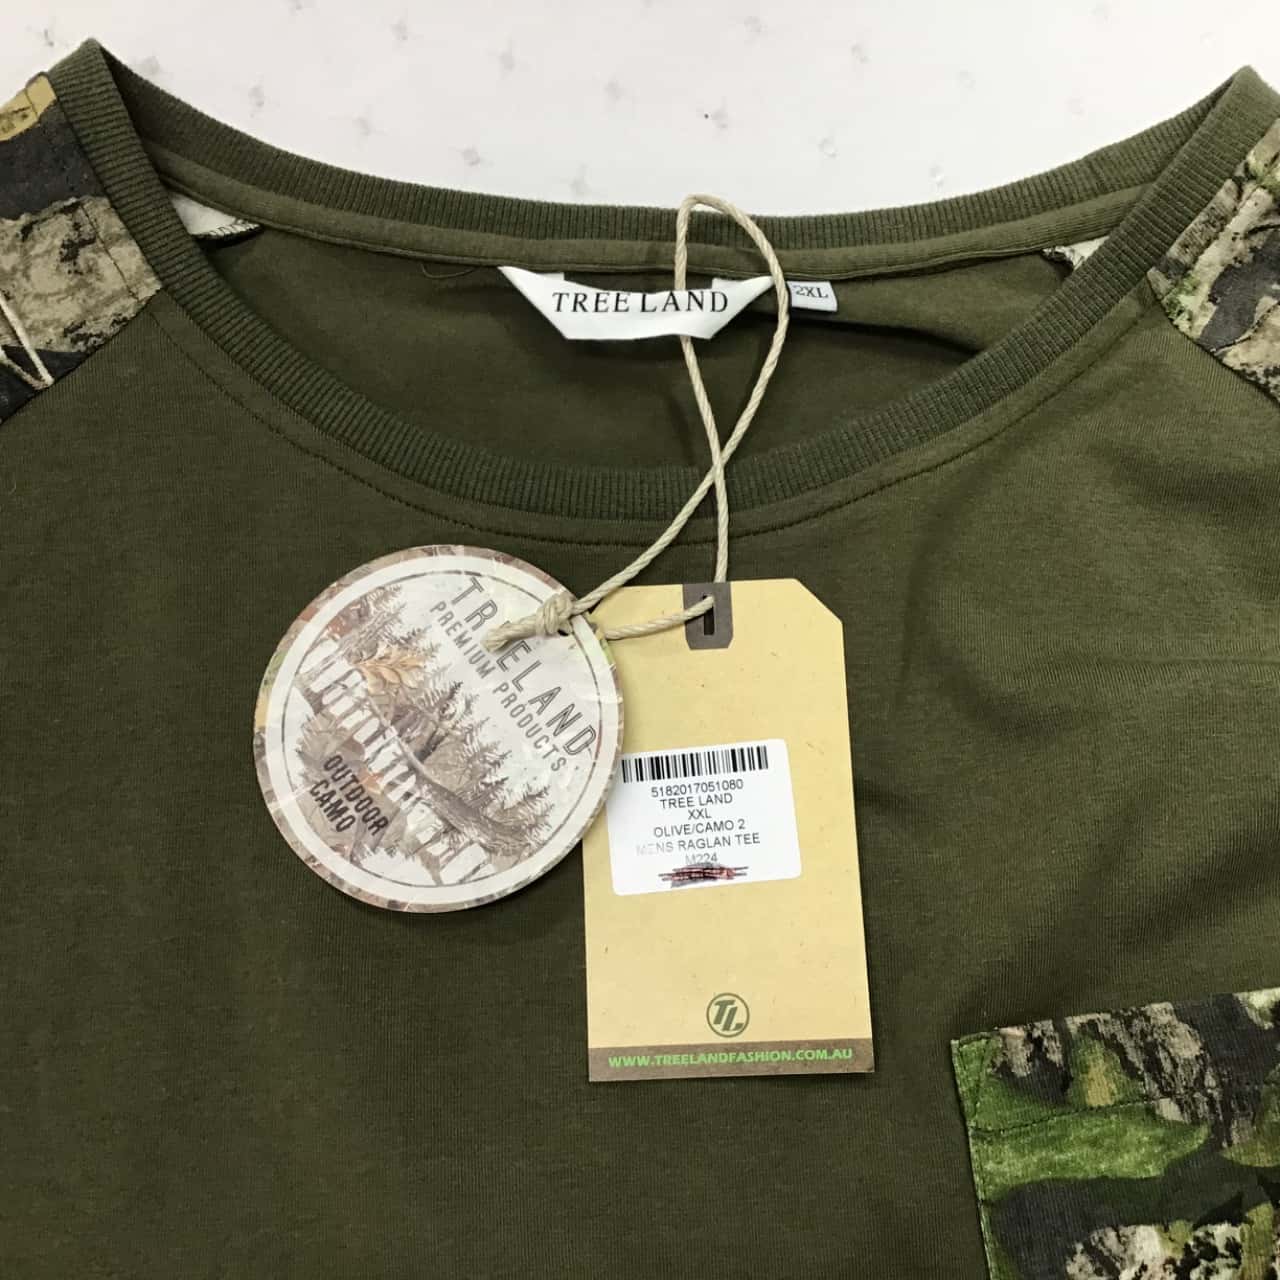 TREE LAND
2XL
TREELAND
PREMIUM PRODUCTS
OUTDOOR
CAMO
5182017051080
TREE LAND
XXL
OLIVE/CAMO 2
MENS RAGLAN TEE
M224
TL
WWW.TREELANDFASHION.COM.AU